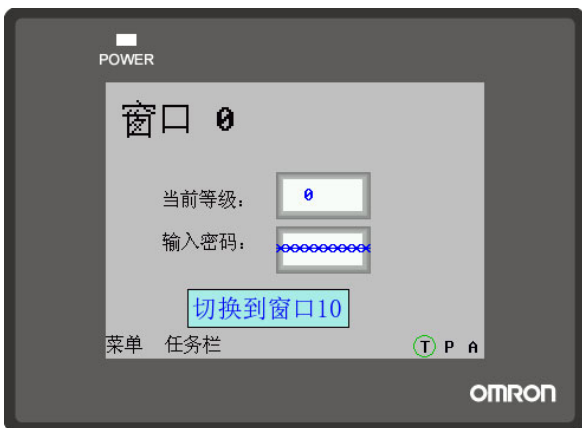 POWER
窗口 0
当前等级： 0
输入密码： xxxxxxxxxx
切换到窗口10
菜单 任务栏 T P A
OMRON